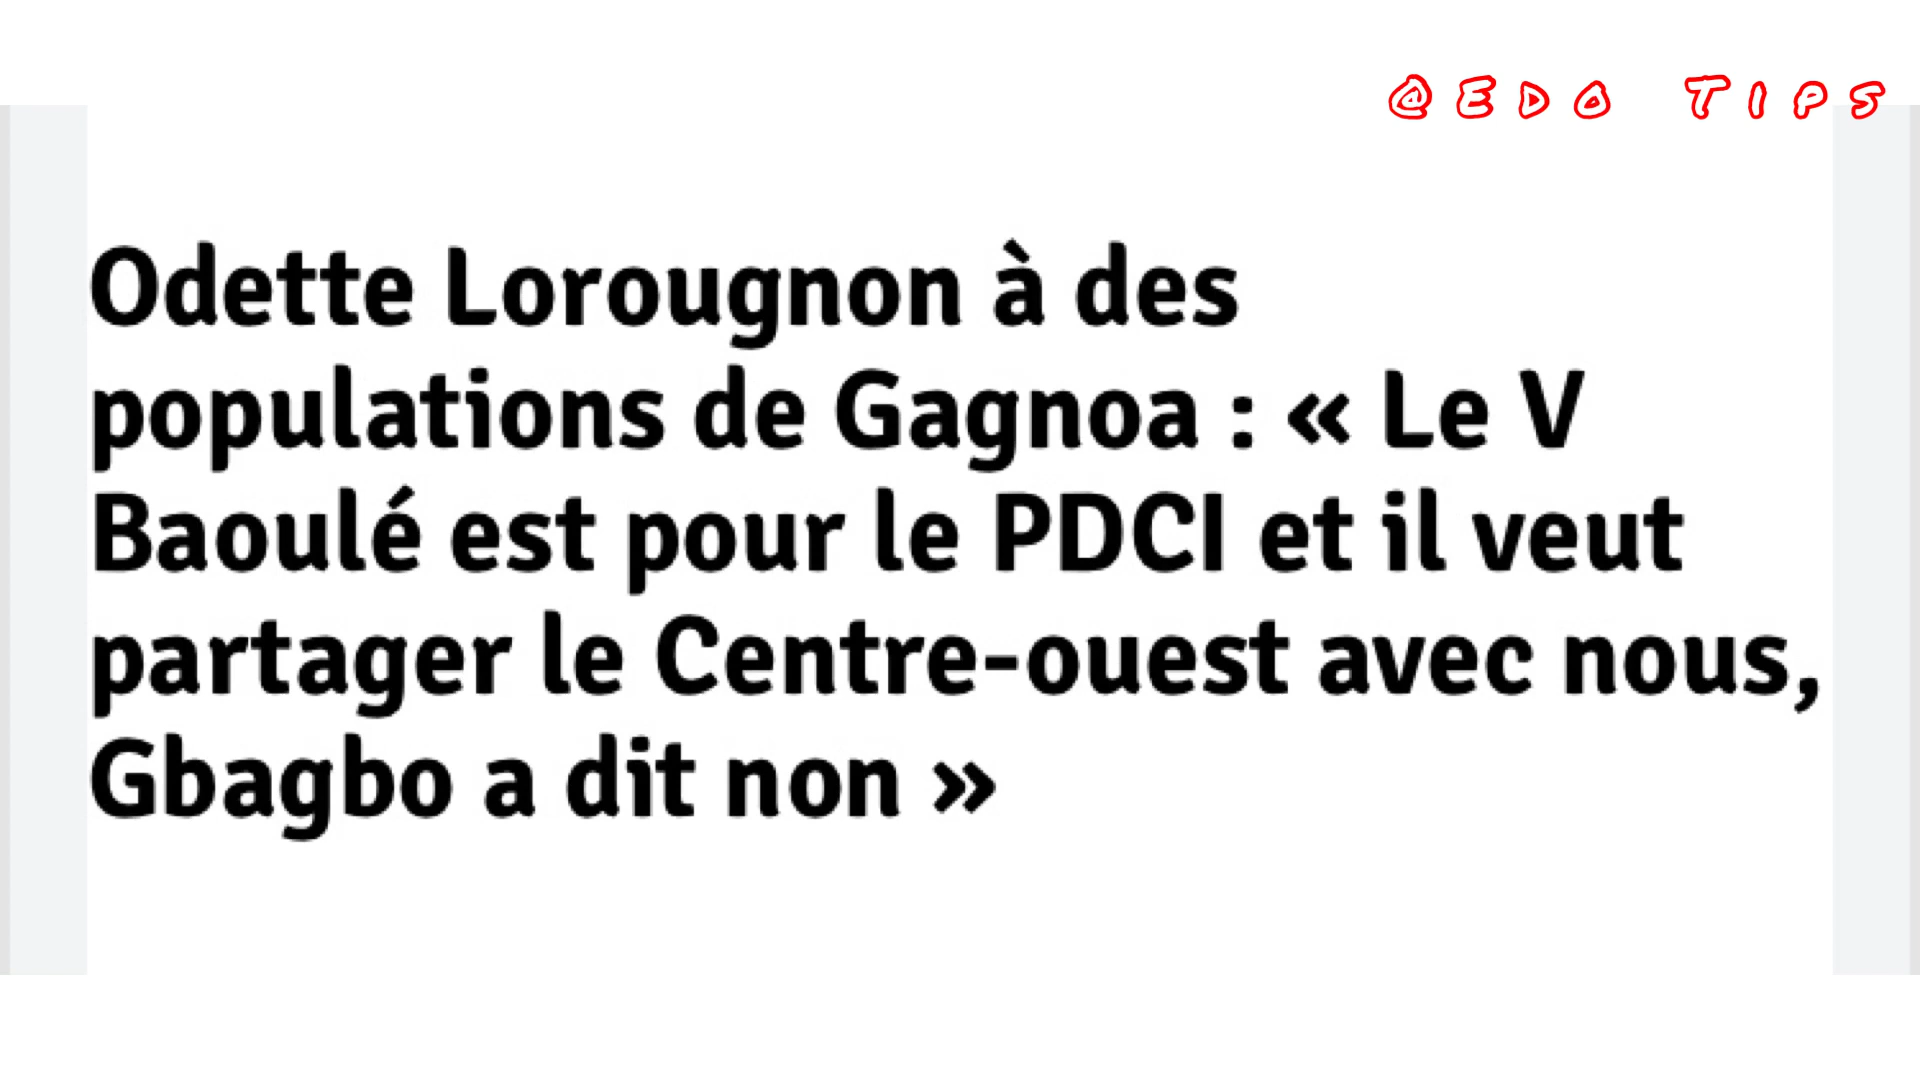 @EDO TIPS
Odette Lorougnon à des
populations de Gagnoa : « Le V
Baoulé est pour le PDCI et il veut
partager le Centre-ouest avec nous,
Gbagbo a dit non »